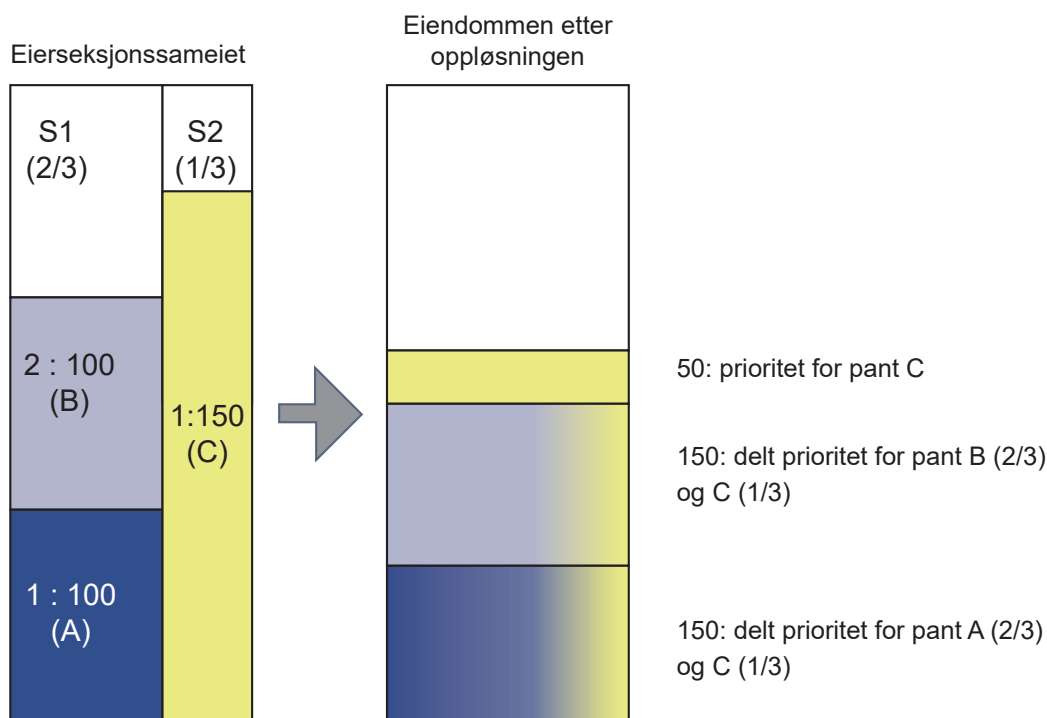 Eierseksjonssameiet
S1
(2/3)
S2
(1/3)
2 : 100
(B)
1:150
(C)
1 : 100
(A)
Eiendommen etter
oppløsningen
50: prioritet for pant C
150: delt prioritet for pant B (2/3)
og C (1/3)
150: delt prioritet for pant A (2/3)
og C (1/3)